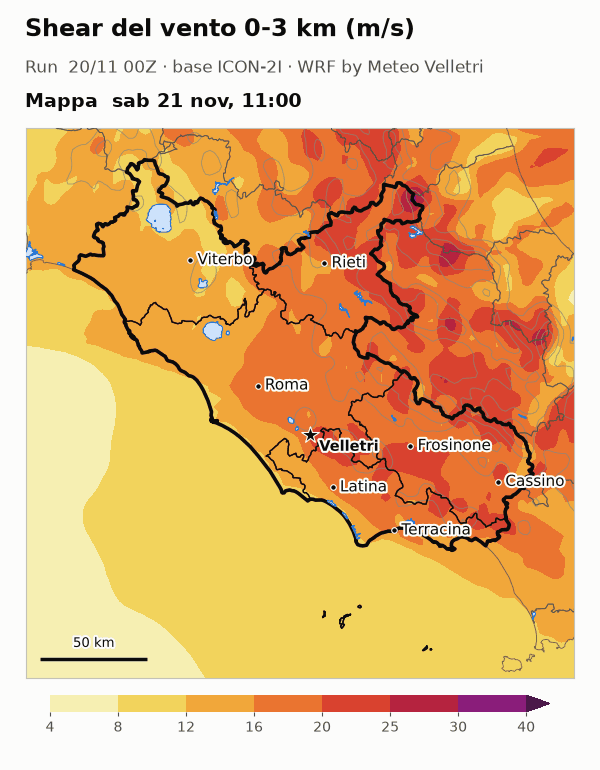 Shear del vento 0-3 km (m/s)
Run  20/11 00Z · base ICON-2I · WRF by Meteo Velletri
Mappa  sab 21 nov, 11:00
Viterbo
Rieti
Roma
Velletri
Frosinone
Cassino
Latina
Terracina
50 km
4 8 12 16 20 25 30 40